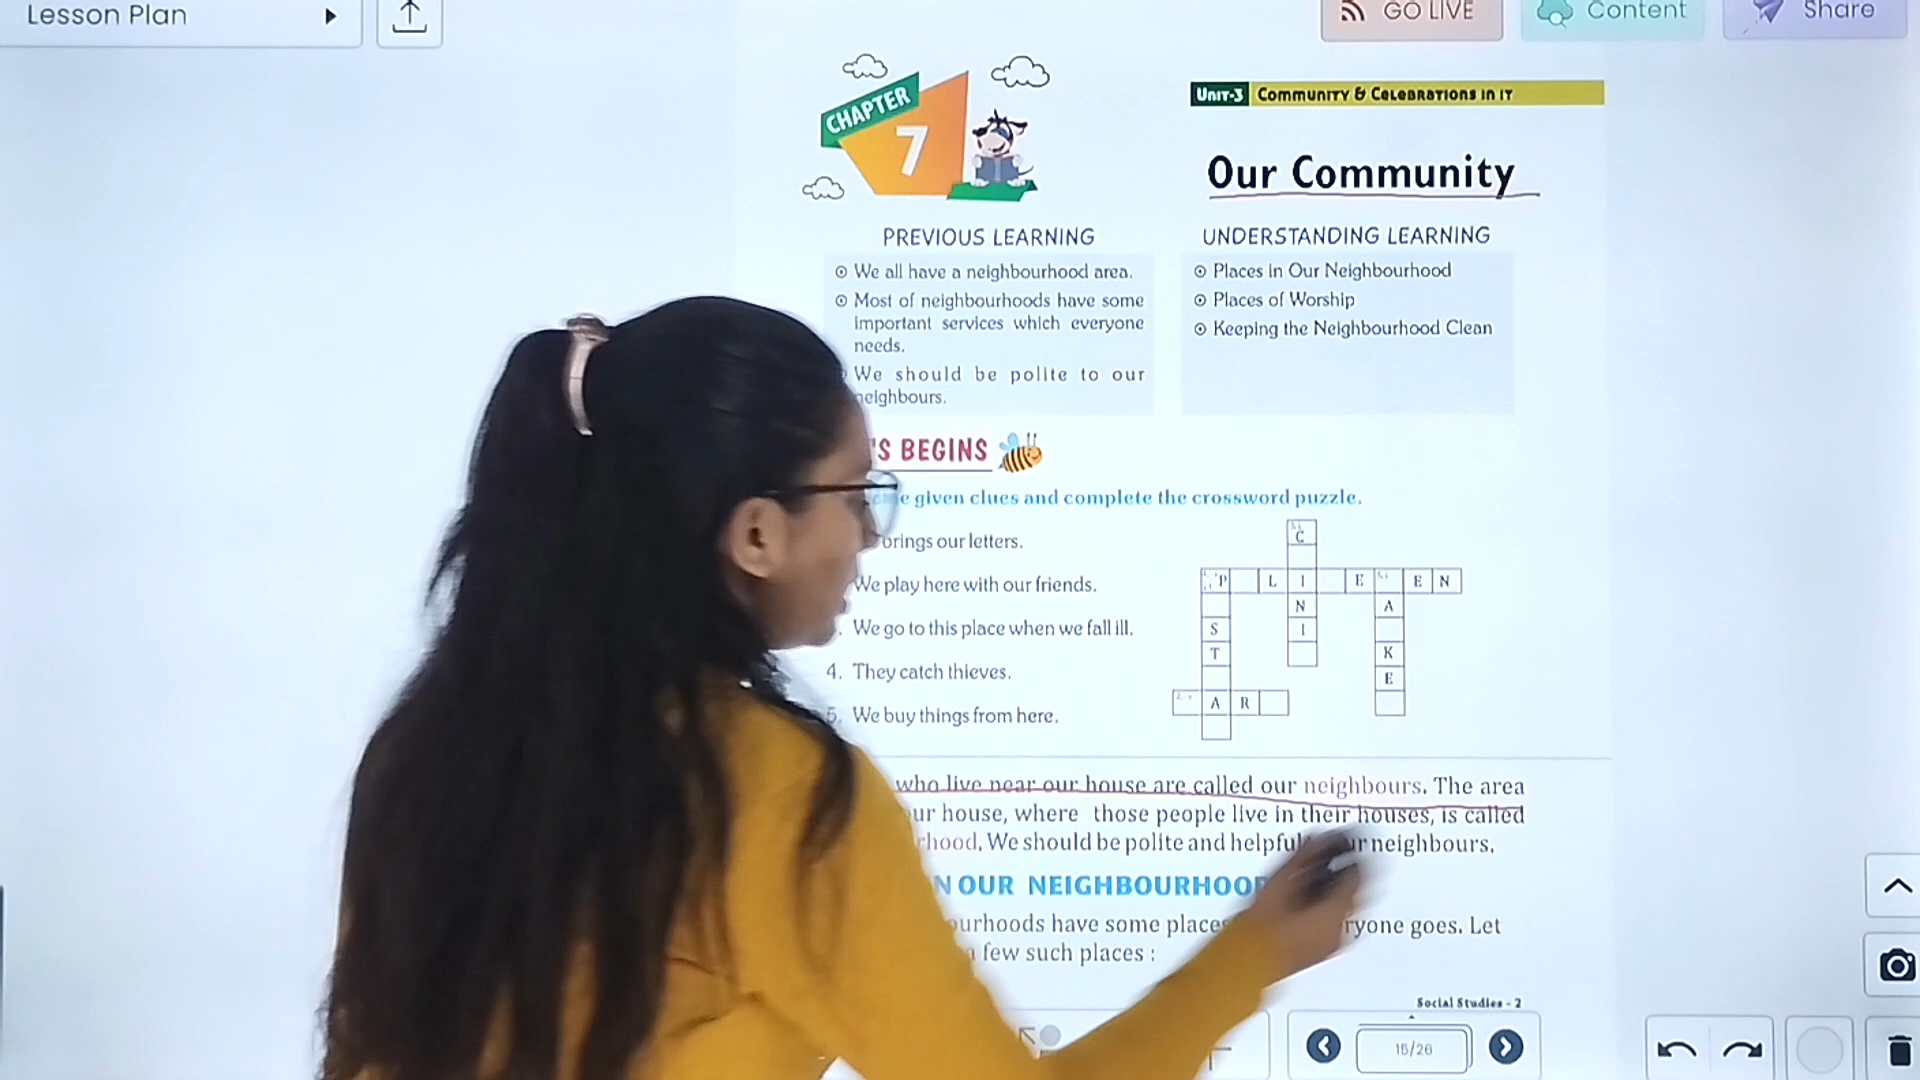 Lesson Plan
GO LIVE
Content
Share
CHAPTER
7
UNIT-3 COMMUNITY & CELEBRATIONS IN IT
Our Community
PREVIOUS LEARNING
We all have a neighbourhood area.
Most of neighbourhoods have some
important services which everyone
needs.
We should be polite to our
neighbours.
UNDERSTANDING LEARNING
Places in Our Neighbourhood
Places of Worship
Keeping the Neighbourhood Clean
'S BEGINS
given clues and complete the crossword puzzle.
brings our letters.
We play here with our friends.
We go to this place when we fall ill.
4. They catch thieves.
5. We buy things from here.
C
P L I E E N
N A
S I
T K
E
A R
who live near our house are called our neighbours. The area
our house, where those people live in their houses, is called
rhood. We should be polite and helpful neighbours.
N OUR NEIGHBOURHOOD
ourhoods have some places ryone goes. Let
a few such places :
Social Studies - 2
15/26